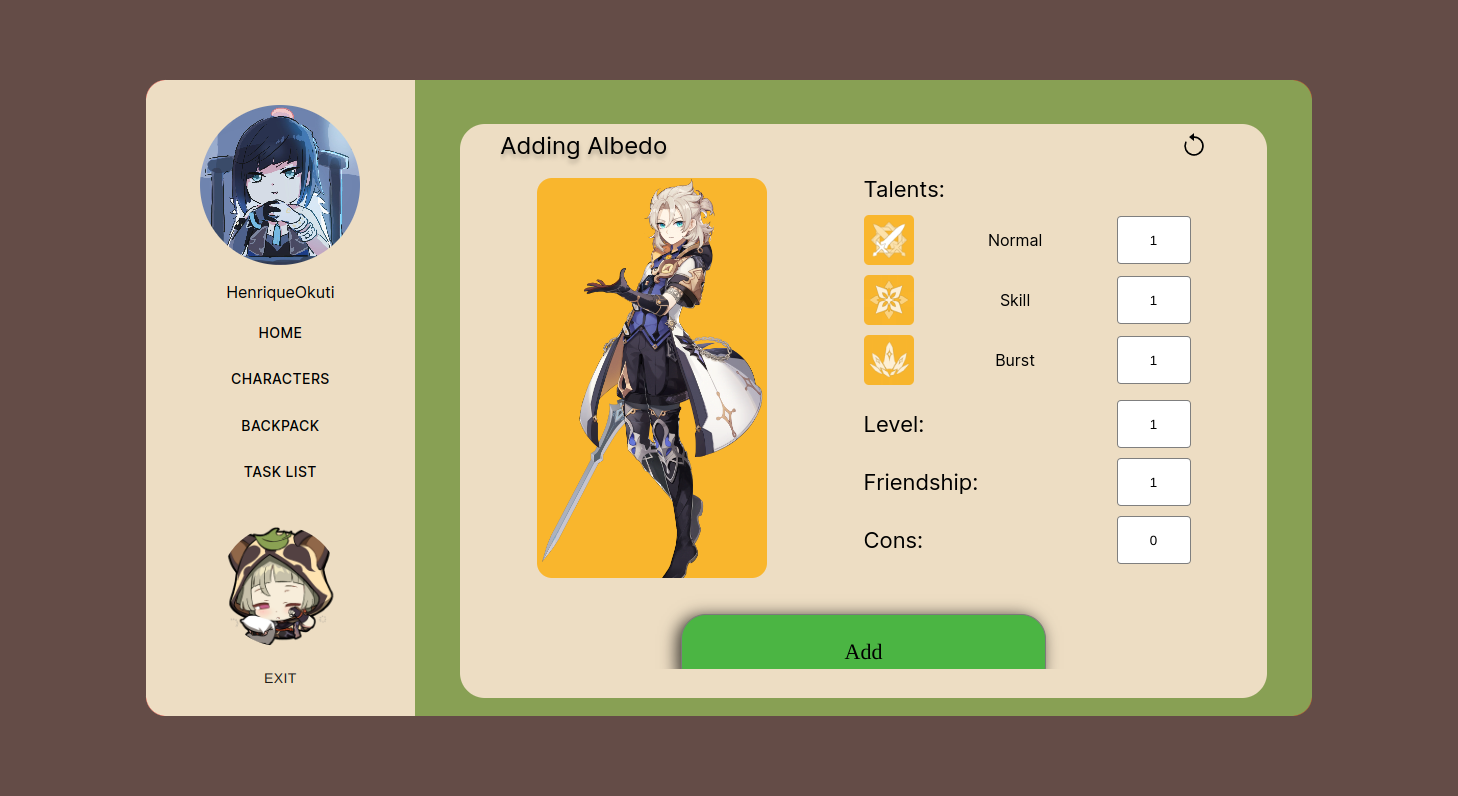 HenriqueOkuti
HOME
CHARACTERS
BACKPACK
TASK LIST
EXIT
Adding Albedo
Talents:
Normal 1
Skill 1
Burst 1
Level: 1
Friendship: 1
Cons: 0
Add